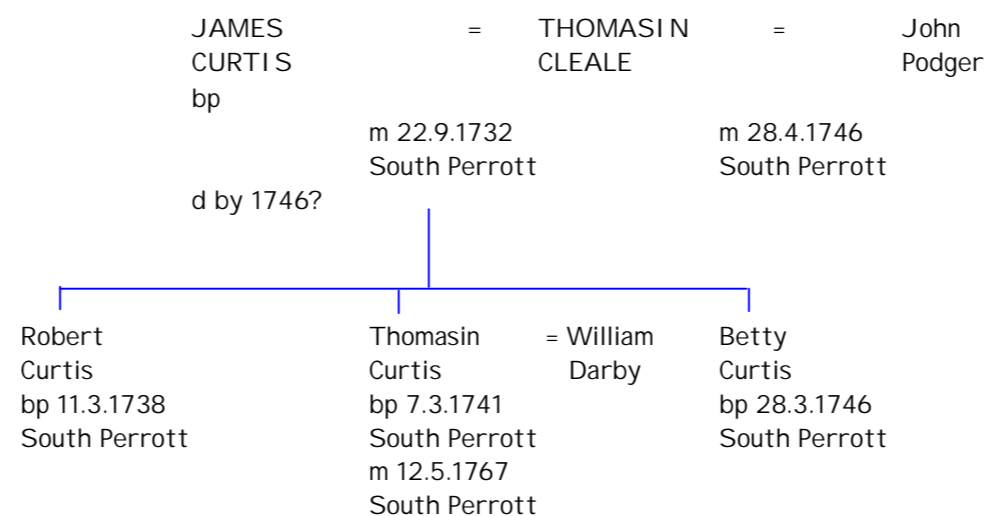 JAMES = THOMASIN = John
CURTIS CLEALE Podger
bp
m 22.9.1732 m 28.4.1746
South Perrott South Perrott
d by 1746?
Robert Thomasin = William Betty
Curtis Curtis Darby Curtis
bp 11.3.1738 bp 7.3.1741 bp 28.3.1746
South Perrott South Perrott South Perrott
m 12.5.1767
South Perrott